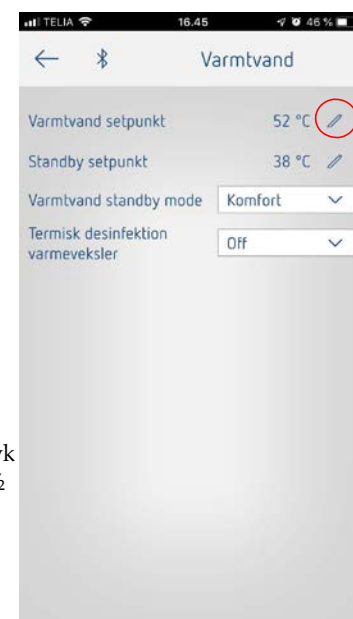 TELIA 16.45 46 %
Varmtvand
Varmtvand setpunkt 52 °C
Standby setpunkt 38 °C
Varmtvand standby mode Komfort
Termisk desinfektion
varmeveksler Off